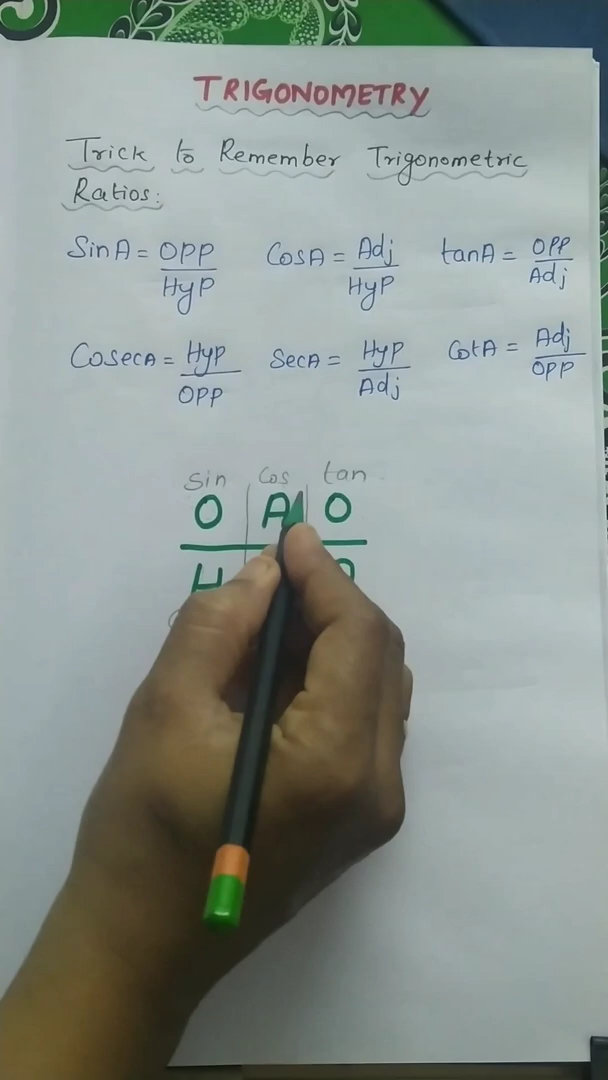 TRIGONOMETRY
Trick to Remember Trigonometric
Ratios:
SinA = OPP/HyP CosA = Adj/HyP tanA = OPP/Adj
CosecA = HyP/OPP SecA = HyP/Adj CotA = Adj/OPP
Sin Cos tan
O A O
H